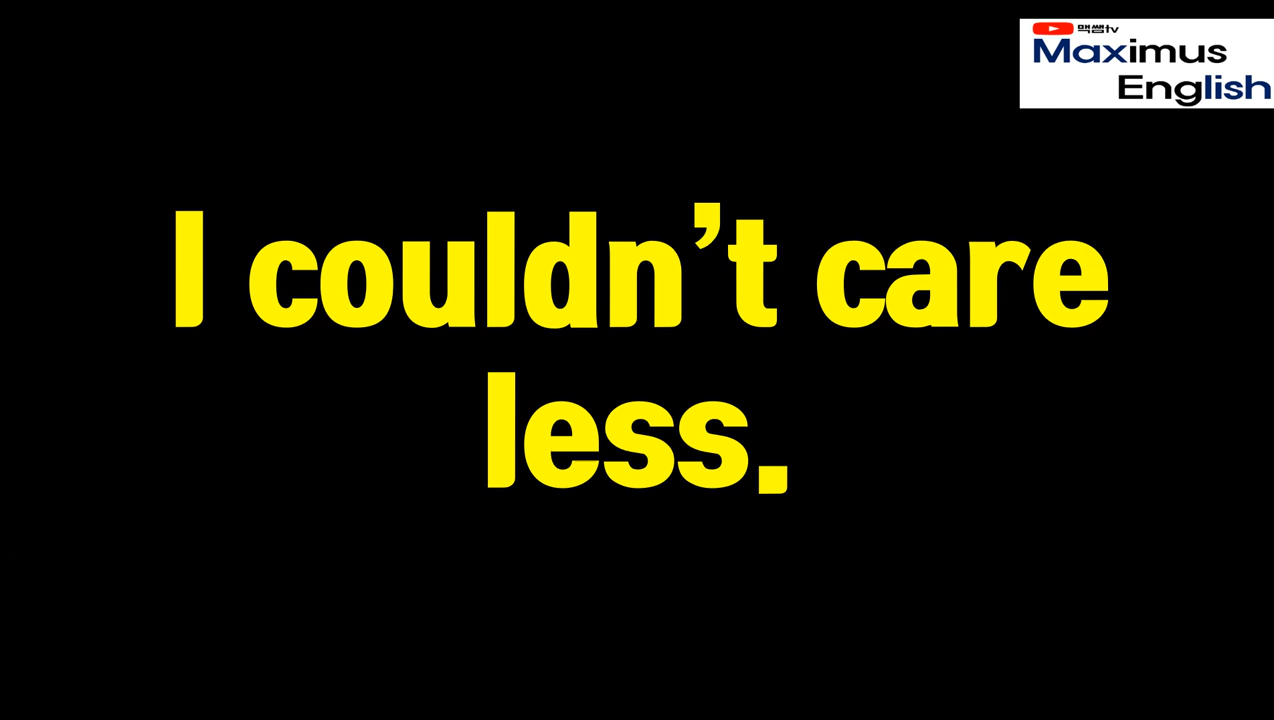 맥쌤tv
Maximus
English
I couldn’t care
less.